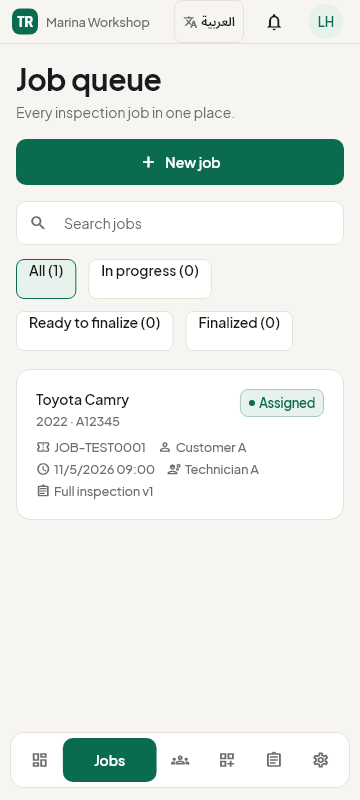 TR Marina Workshop العربية LH
Job queue
Every inspection job in one place.
+ New job
Search jobs
All (1) In progress (0)
Ready to finalize (0) Finalized (0)
Toyota Camry Assigned
2022 · A12345
JOB-TEST0001 Customer A
11/5/2026 09:00 Technician A
Full inspection v1
Jobs